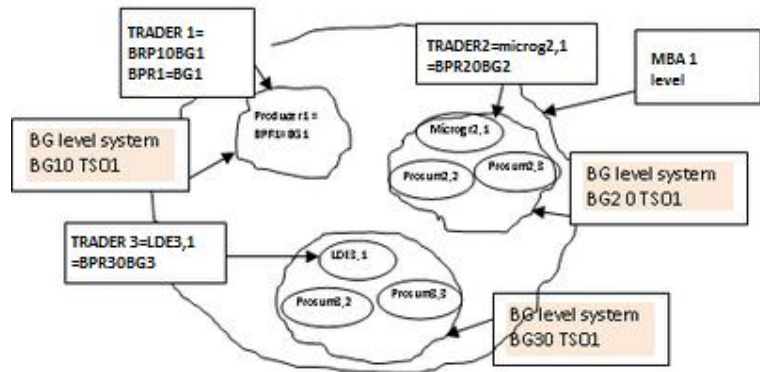 TRADER 1=
BRP10BG1
BPR1=BG1
TRADER2=microg2,1
=BPR20BG2
MBA 1
level
Producer1=
BPR1=BG1
Microgr2,1
Prosum2,2
Prosum2,3
BG level system
BG10 TSO1
BG level system
BG2 0 TSO1
TRADER 3=LDE3,1
=BPR30BG3
LDE3,1
Prosum3,2
Prosum3,3
BG level system
BG30 TSO1